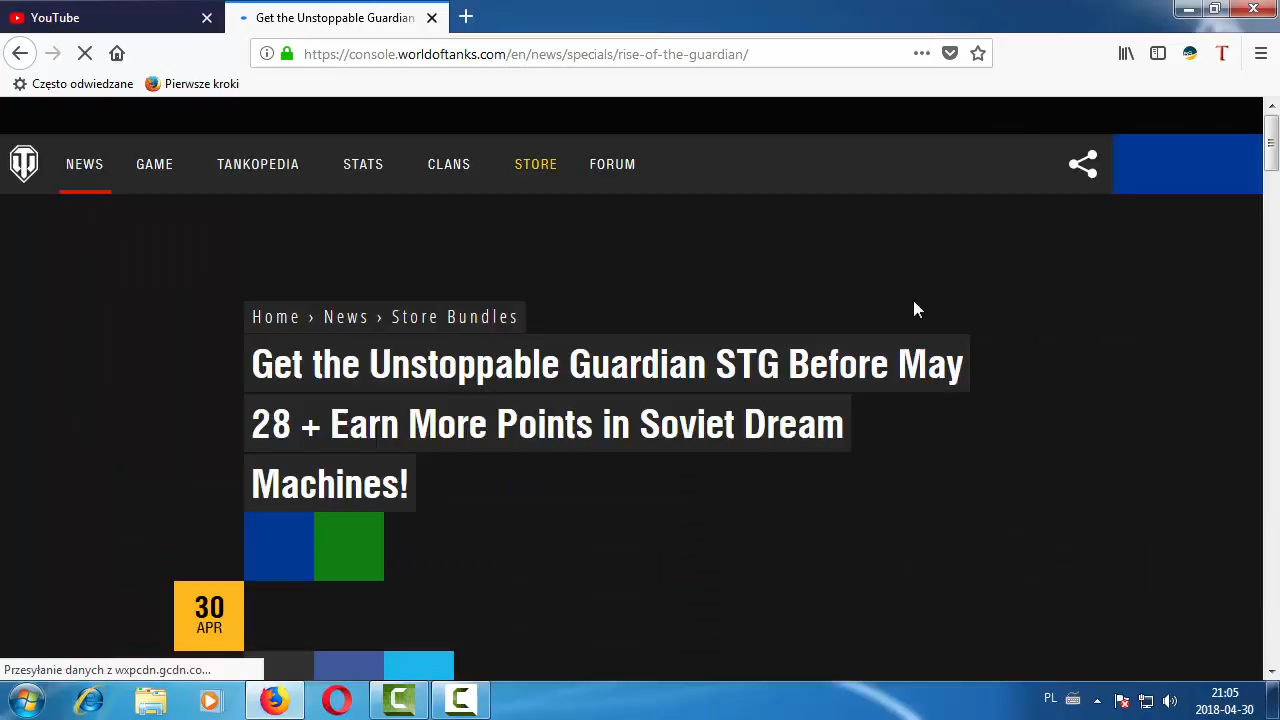 YouTube
Get the Unstoppable Guardian
https://console.worldoftanks.com/en/news/specials/rise-of-the-guardian/
Często odwiedzane
Pierwsze kroki
NEWS
GAME
TANKOPEDIA
STATS
CLANS
STORE
FORUM
Home › News › Store Bundles
Get the Unstoppable Guardian STG Before May
28 + Earn More Points in Soviet Dream
Machines!
30
APR
Przesyłanie danych z wxpcdn.gcdn.co...
PL
21:05
2018-04-30